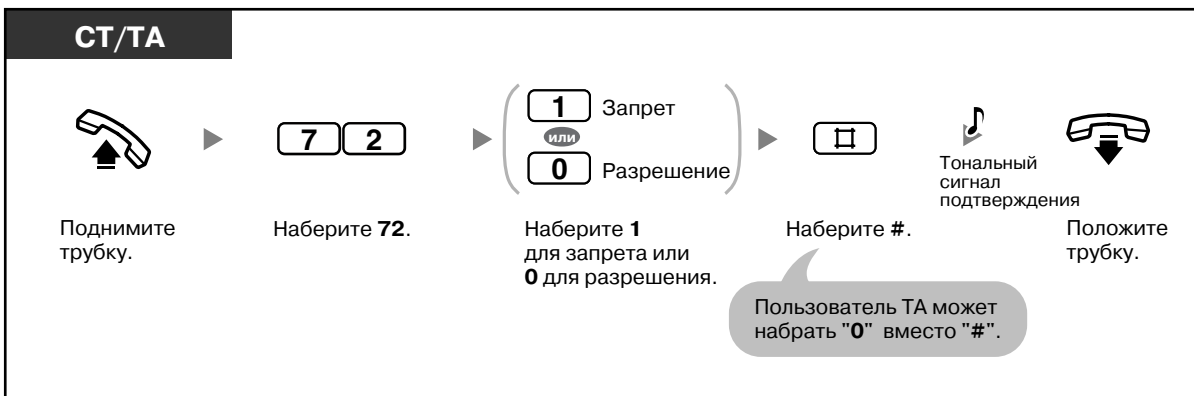 СТ/ТА
7 2
1 Запрет
или
0 Разрешение
#
Тональный
сигнал
подтверждения
Поднимите
трубку.
Наберите 72.
Наберите 1
для запрета или
0 для разрешения.
Наберите #.
Положите
трубку.
Пользователь ТА может
набрать "0" вместо "#".